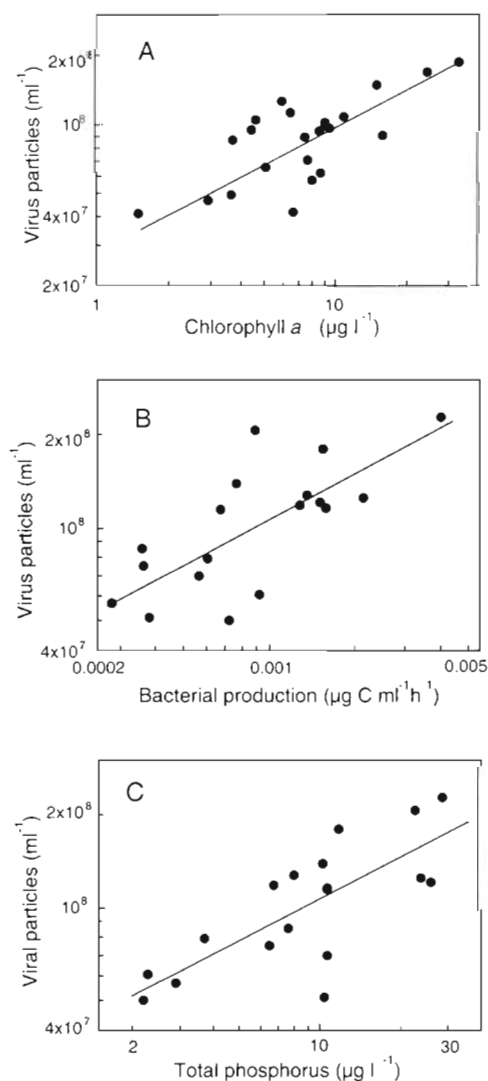 A
Virus particles (ml⁻¹)
2x10⁸
10⁸
4x10⁷
2x10⁷
1
10
Chlorophyll a (µg l⁻¹)
B
Virus particles (ml⁻¹)
2x10⁸
10⁸
4x10⁷
0.0002
0.001
0.005
Bacterial production (µg C ml⁻¹h⁻¹)
C
Viral particles (ml⁻¹)
2x10⁸
10⁸
4x10⁷
2
10
30
Total phosphorus (µg l⁻¹)